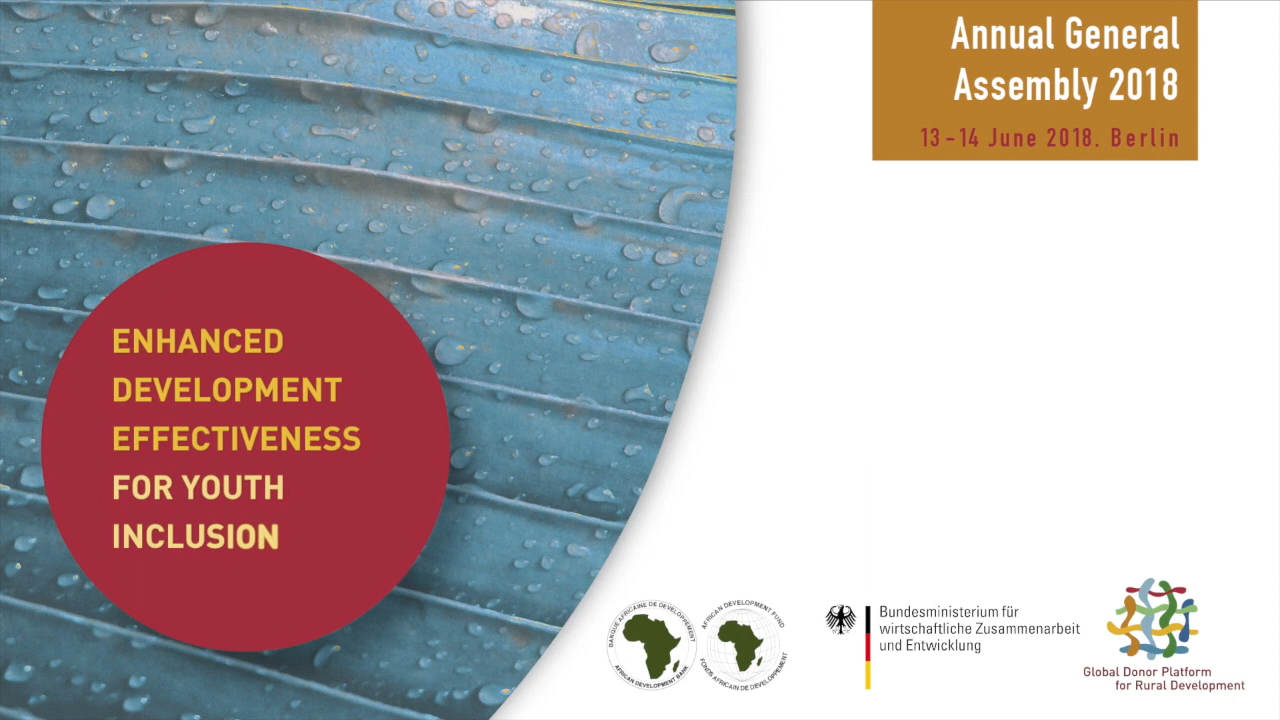 Annual General
Assembly 2018
13 – 14 June 2018. Berlin
ENHANCED
DEVELOPMENT
EFFECTIVENESS
FOR YOUTH
INCLUSION
BANQUE AFRICAINE DE DEVELOPPEMENT
AFRICAN DEVELOPMENT BANK
AFRICAN DEVELOPMENT FUND
FONDS AFRICAIN DE DEVELOPPEMENT
Bundesministerium für
wirtschaftliche Zusammenarbeit
und Entwicklung
Global Donor Platform
for Rural Development